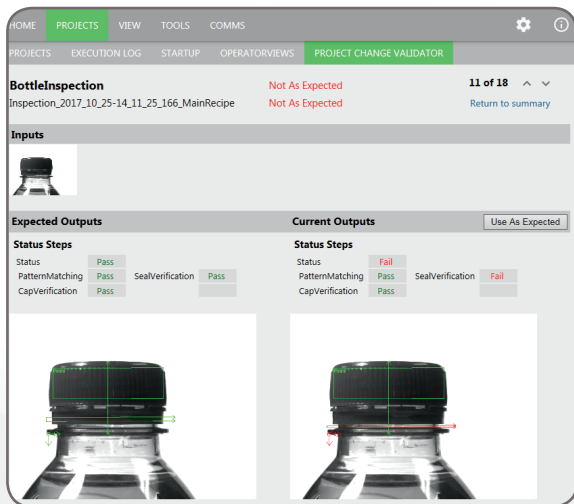 HOME PROJECTS VIEW TOOLS COMMS
PROJECTS EXECUTION LOG STARTUP OPERATORVIEWS PROJECT CHANGE VALIDATOR
BottleInspection Not As Expected 11 of 18
Inspection_2017_10_25-14_11_25_166_MainRecipe Not As Expected Return to summary
Inputs
Expected Outputs Current Outputs Use As Expected
Status Steps Status Steps
Status Pass Status Fail
PatternMatching Pass SealVerification Pass PatternMatching Pass SealVerification Fail
CapVerification Pass CapVerification Pass